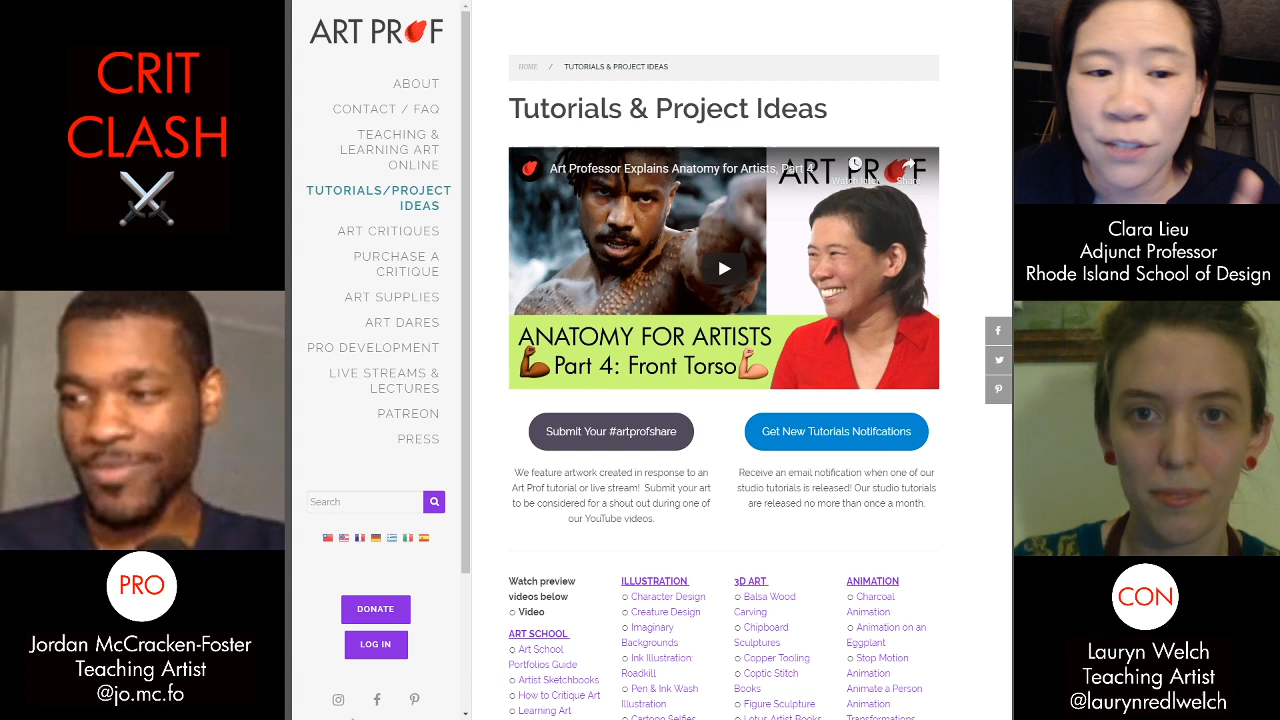 CRIT
CLASH
PRO
Jordan McCracken-Foster
Teaching Artist
@jo.mc.fo
ART PROF
ABOUT
CONTACT / FAQ
TEACHING &
LEARNING ART
ONLINE
TUTORIALS/PROJECT
IDEAS
ART CRITIQUES
PURCHASE A
CRITIQUE
ART SUPPLIES
ART DARES
PRO DEVELOPMENT
LIVE STREAMS &
LECTURES
PATREON
PRESS
Search
DONATE
LOG IN
HOME / TUTORIALS & PROJECT IDEAS
Tutorials & Project Ideas
Art Professor Explains Anatomy for Artists, Part 4
ART PROF
Watch later
Share
ANATOMY FOR ARTISTS
Part 4: Front Torso
Submit Your #artprofshare
We feature artwork created in response to an
Art Prof tutorial or live stream! Submit your art
to be considered for a shout out during one of
our YouTube videos.
Get New Tutorials Notifcations
Receive an email notification when one of our
studio tutorials is released! Our studio tutorials
are released no more than once a month.
Watch preview
videos below
Video
ART SCHOOL
Art School
Portfolios Guide
Artist Sketchbooks
How to Critique Art
Learning Art
ILLUSTRATION
Character Design
Creature Design
Imaginary
Backgrounds
Ink Illustration:
Roadkill
Pen & Ink Wash
Illustration
Cartoon Selfies
3D ART
Balsa Wood
Carving
Chipboard
Sculptures
Copper Tooling
Coptic Stitch
Books
Figure Sculpture
Lotus Artist Books
ANIMATION
Charcoal
Animation
Animation on an
Eggplant
Stop Motion
Animation
Animate a Person
Transformations
Clara Lieu
Adjunct Professor
Rhode Island School of Design
CON
Lauryn Welch
Teaching Artist
@laurynredwelch